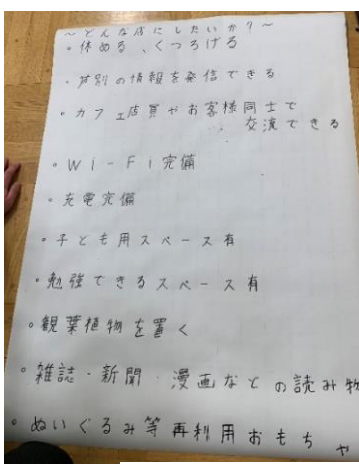 ～どんな店にしたいか？～
・休める、くつろげる
・芦別の情報を発信できる
・カフェ店員やお客様同士で
交流できる
・Wi-Fi完備
・充電完備
・子ども用スペース有
・勉強できるスペース有
・観葉植物を置く
・雑誌・新聞・漫画などの読み物
・ぬいぐるみ等再利用おもちゃ